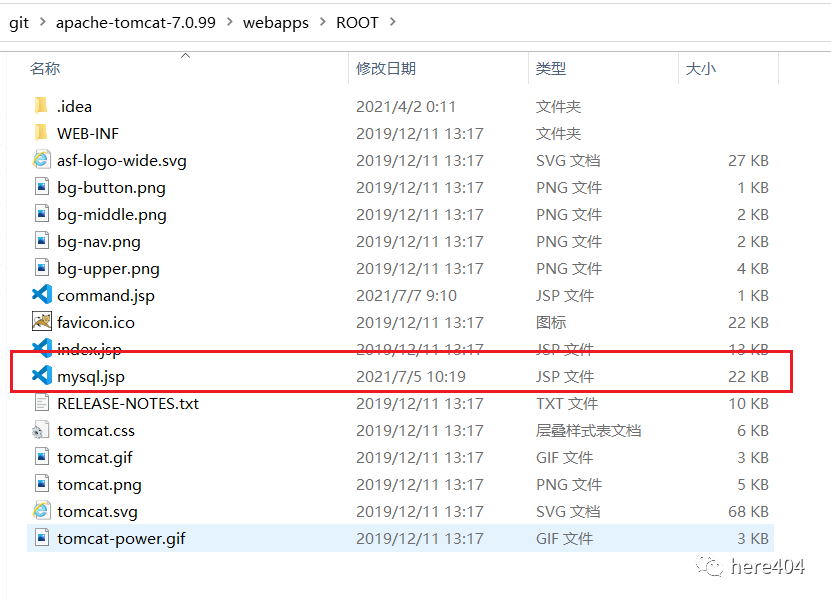 git > apache-tomcat-7.0.99 > webapps > ROOT >
名称 修改日期 类型 大小
.idea 2021/4/2 0:11 文件夹
WEB-INF 2019/12/11 13:17 文件夹
asf-logo-wide.svg 2019/12/11 13:17 SVG 文档 27 KB
bg-button.png 2019/12/11 13:17 PNG 文件 1 KB
bg-middle.png 2019/12/11 13:17 PNG 文件 2 KB
bg-nav.png 2019/12/11 13:17 PNG 文件 2 KB
bg-upper.png 2019/12/11 13:17 PNG 文件 4 KB
command.jsp 2021/7/7 9:10 JSP 文件 1 KB
favicon.ico 2019/12/11 13:17 图标 22 KB
index.jsp 2019/12/11 13:17 JSP 文件 13 KB
mysql.jsp 2021/7/5 10:19 JSP 文件 22 KB
RELEASE-NOTES.txt 2019/12/11 13:17 TXT 文件 10 KB
tomcat.css 2019/12/11 13:17 层叠样式表文档 6 KB
tomcat.gif 2019/12/11 13:17 GIF 文件 3 KB
tomcat.png 2019/12/11 13:17 PNG 文件 5 KB
tomcat.svg 2019/12/11 13:17 SVG 文档 68 KB
tomcat-power.gif 2019/12/11 13:17 GIF 文件 3 KB
here404